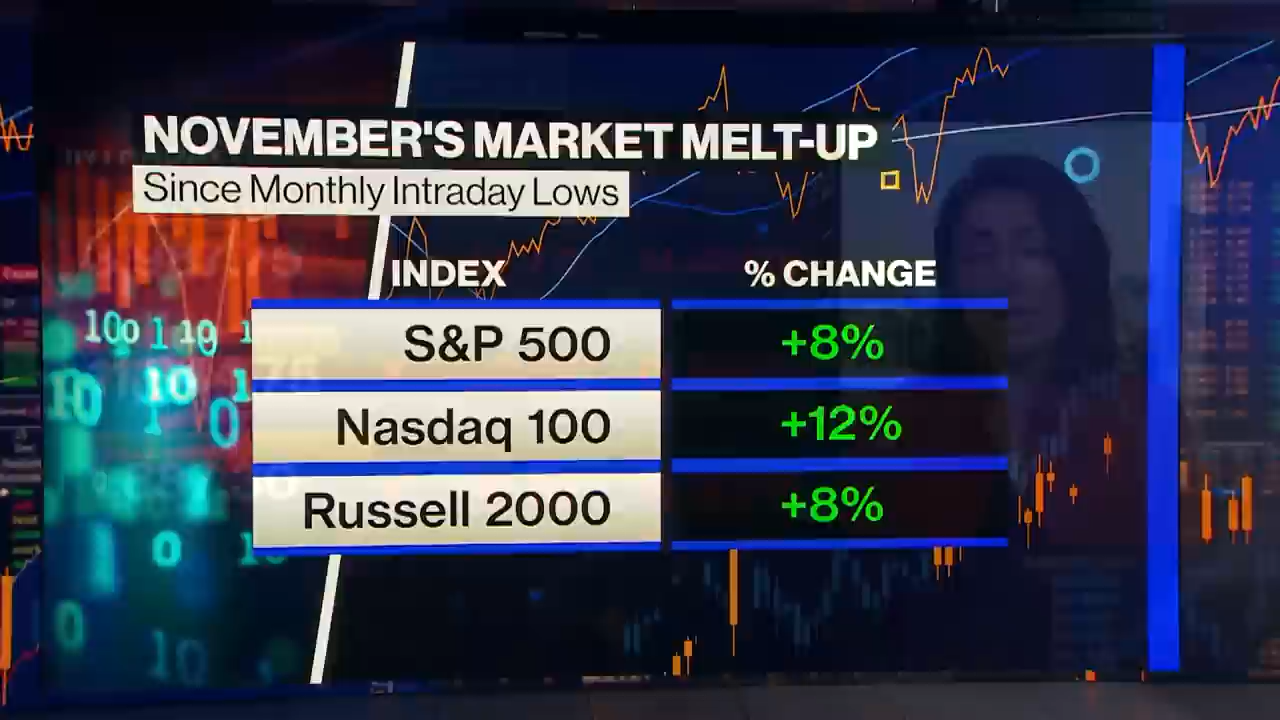 NOVEMBER'S MARKET MELT-UP
Since Monthly Intraday Lows
INDEX % CHANGE
S&P 500 +8%
Nasdaq 100 +12%
Russell 2000 +8%